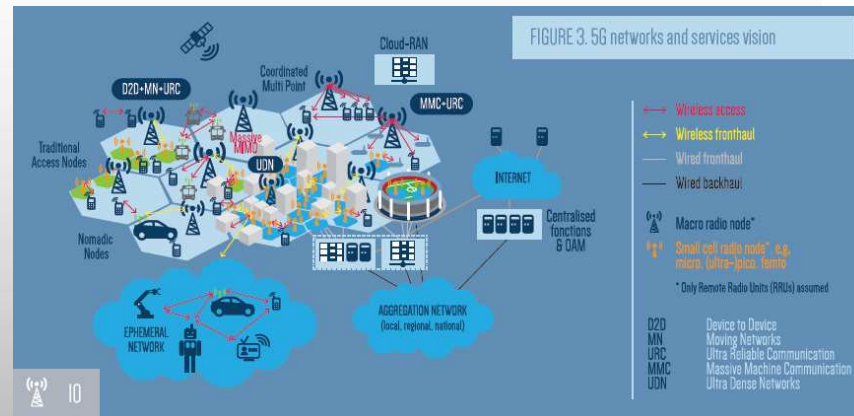 FIGURE 3. 5G networks and services vision
Cloud-RAN
Coordinated
Multi Point
D2D+MN+URC
MMC+URC
Massive
MIMO
Traditional
Access Nodes
UDN
Nomadic
Nodes
INTERNET
Centralised
fonctions
& OAM
AGGREGATION NETWORK
(local, regional, national)
EPHEMERAL
NETWORK
Wireless access
Wireless fronthaul
Wired fronthaul
Wired backhaul
Macro radio node*
Small cell radio node*, e.g.
micro, (ultra-)pico, femto
* Only Remote Radio Units (RRUs) assumed
D2D Device to Device
MN Moving Networks
URC Ultra Reliable Communication
MMC Massive Machine Communication
UDN Ultra Dense Networks
10